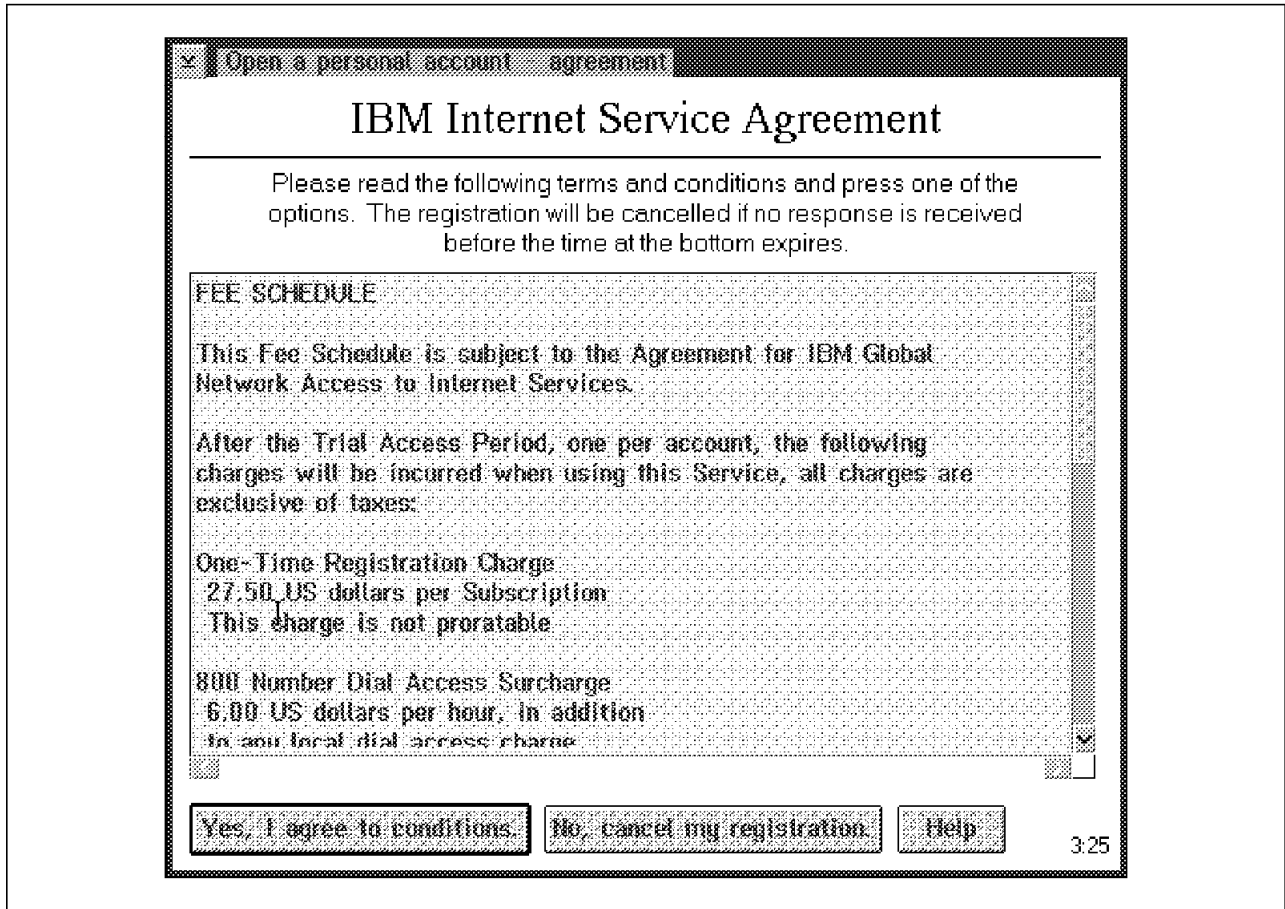 Open a personal account - agreement
IBM Internet Service Agreement
Please read the following terms and conditions and press one of the
options. The registration will be cancelled if no response is received
before the time at the bottom expires.
FEE SCHEDULE
This Fee Schedule is subject to the Agreement for IBM Global
Network Access to Internet Services.
After the Trial Access Period, one per account, the following
charges will be incurred when using this Service, all charges are
exclusive of taxes:
One-Time Registration Charge
27.50 US dollars per Subscription
This charge is not proratable
800 Number Dial Access Surcharge
6.00 US dollars per hour, in addition
to any local dial access charge
Yes, I agree to conditions.
No, cancel my registration.
Help
3:25